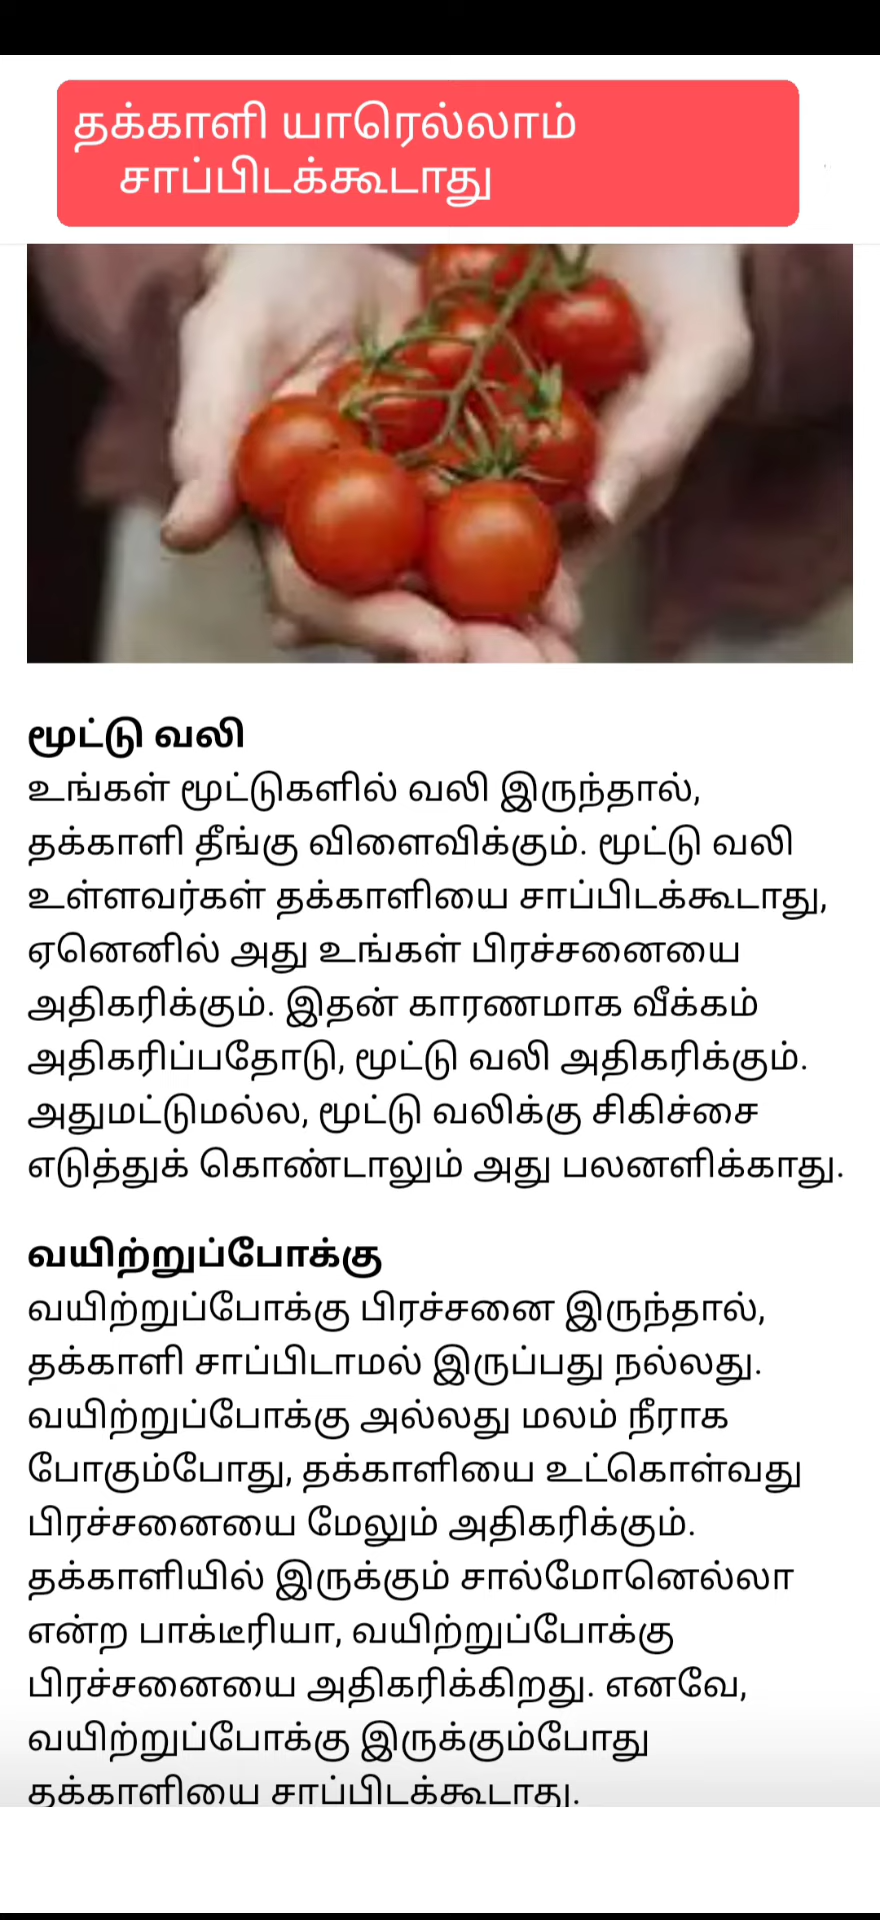 தக்காளி யாரெல்லாம்
சாப்பிடக்கூடாது
மூட்டு வலி
உங்கள் மூட்டுகளில் வலி இருந்தால்,
தக்காளி தீங்கு விளைவிக்கும். மூட்டு வலி
உள்ளவர்கள் தக்காளியை சாப்பிடக்கூடாது,
ஏனெனில் அது உங்கள் பிரச்சனையை
அதிகரிக்கும். இதன் காரணமாக வீக்கம்
அதிகரிப்பதோடு, மூட்டு வலி அதிகரிக்கும்.
அதுமட்டுமல்ல, மூட்டு வலிக்கு சிகிச்சை
எடுத்துக் கொண்டாலும் அது பலனளிக்காது.
வயிற்றுப்போக்கு
வயிற்றுப்போக்கு பிரச்சனை இருந்தால்,
தக்காளி சாப்பிடாமல் இருப்பது நல்லது.
வயிற்றுப்போக்கு அல்லது மலம் நீராக
போகும்போது, தக்காளியை உட்கொள்வது
பிரச்சனையை மேலும் அதிகரிக்கும்.
தக்காளியில் இருக்கும் சால்மோனெல்லா
என்ற பாக்டீரியா, வயிற்றுப்போக்கு
பிரச்சனையை அதிகரிக்கிறது. எனவே,
வயிற்றுப்போக்கு இருக்கும்போது
தக்காளியை சாப்பிடக்கூடாது.